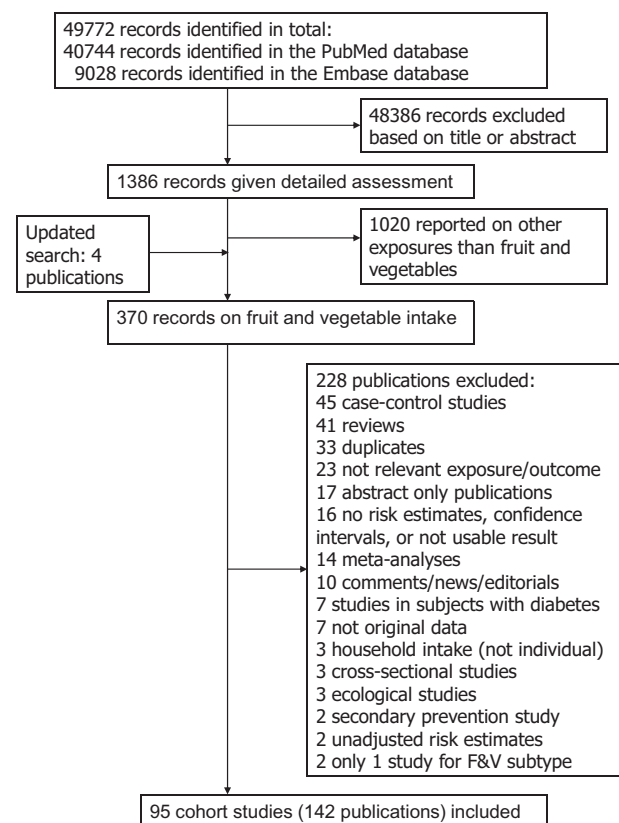 49772 records identified in total:
40744 records identified in the PubMed database
9028 records identified in the Embase database
48386 records excluded
based on title or abstract
1386 records given detailed assessment
Updated
search: 4
publications
1020 reported on other
exposures than fruit and
vegetables
370 records on fruit and vegetable intake
228 publications excluded:
45 case-control studies
41 reviews
33 duplicates
23 not relevant exposure/outcome
17 abstract only publications
16 no risk estimates, confidence
intervals, or not usable result
14 meta-analyses
10 comments/news/editorials
7 studies in subjects with diabetes
7 not original data
3 household intake (not individual)
3 cross-sectional studies
3 ecological studies
2 secondary prevention study
2 unadjusted risk estimates
2 only 1 study for F&V subtype
95 cohort studies (142 publications) included